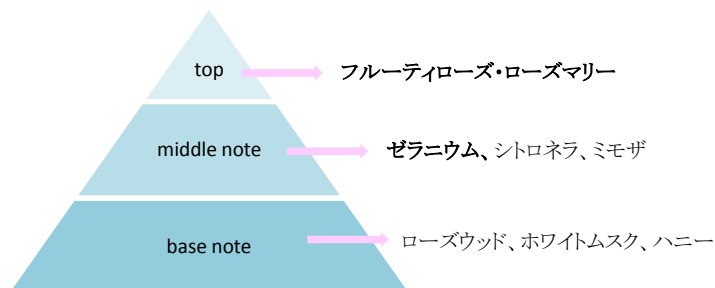 top
フルーティローズ・ローズマリー
middle note
ゼラニウム、シトロネラ、ミモザ
base note
ローズウッド、ホワイトムスク、ハニー